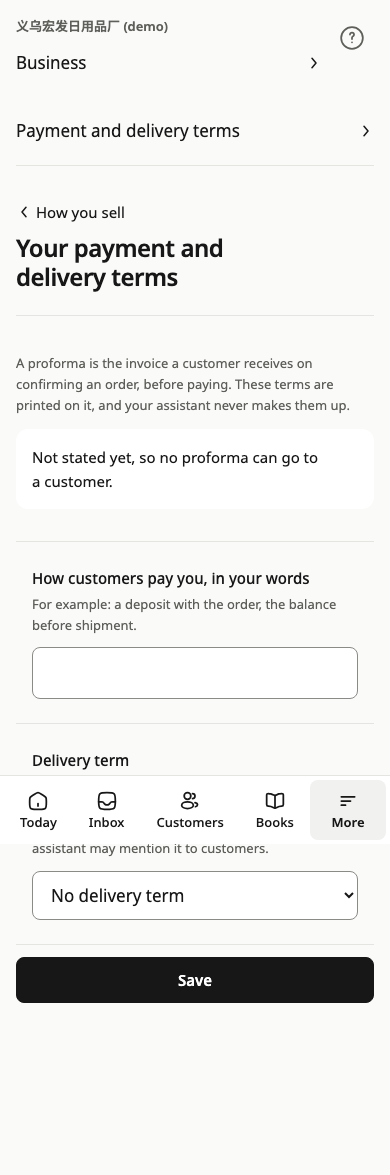 义乌宏发日用品厂 (demo)
Business
Payment and delivery terms
How you sell
Your payment and
delivery terms
A proforma is the invoice a customer receives on
confirming an order, before paying. These terms are
printed on it, and your assistant never makes them up.
Not stated yet, so no proforma can go to
a customer.
How customers pay you, in your words
For example: a deposit with the order, the balance
before shipment.
Delivery term
Today
Inbox
Customers
Books
More
assistant may mention it to customers.
No delivery term
Save